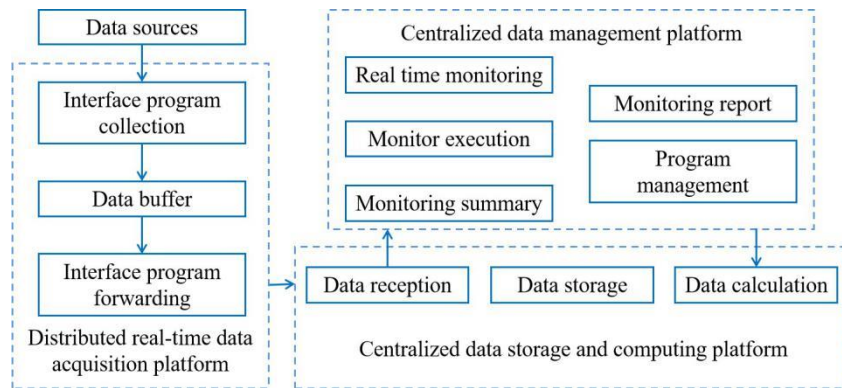 Data sources
Interface program
collection
Data buffer
Interface program
forwarding
Distributed real-time data
acquisition platform
Centralized data management platform
Real time monitoring
Monitor execution
Monitoring summary
Monitoring report
Program
management
Data reception
Data storage
Data calculation
Centralized data storage and computing platform